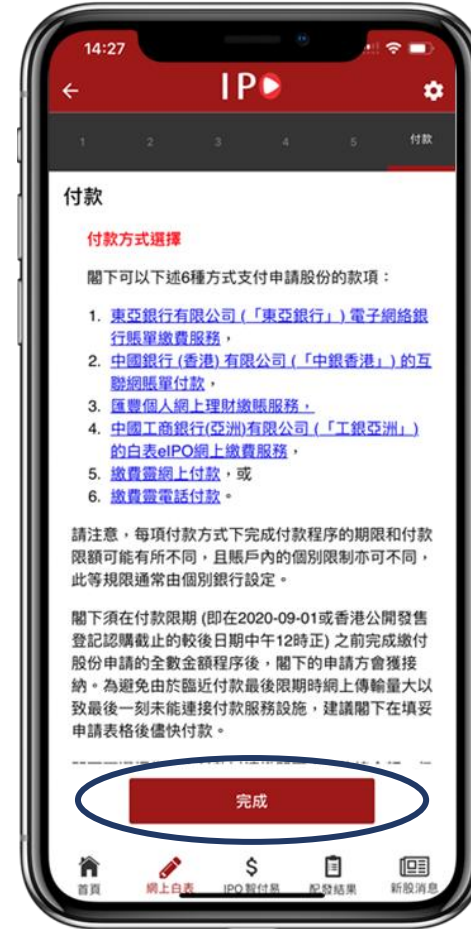 14:27
IPO
1 2 3 4 5 付款
付款
付款方式選擇
閣下可以下述6種方式支付申請股份的款項：
1. 東亞銀行有限公司 (「東亞銀行」) 電子網絡銀
行賬單繳費服務，
2. 中國銀行 (香港) 有限公司 (「中銀香港」) 的互
聯網賬單付款，
3. 匯豐個人網上理財繳賬服務，
4. 中國工商銀行(亞洲)有限公司 (「工銀亞洲」)
的白表eIPO網上繳費服務，
5. 繳費靈網上付款，或
6. 繳費靈電話付款。
請注意，每項付款方式下完成付款程序的期限和付款
限額可能有所不同，且賬戶內的個別限制亦可不同，
此等規限通常由個別銀行設定。
閣下須在付款限期 (即在2020-09-01或香港公開發售
登記認購截止的較後日期中午12時正) 之前完成繳付
股份申請的全數金額程序後，閣下的申請方會獲接
納。為避免由於臨近付款最後限期時網上傳輸量大以
致最後一刻未能連接付款服務設施，建議閣下在填妥
申請表格後儘快付款。
完成
首頁 網上白表 IPO智付易 配發結果 新股消息